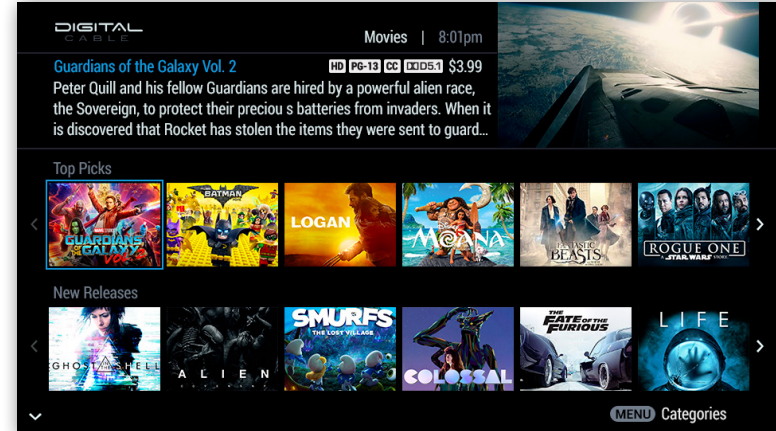 DIGITAL
CABLE
Movies | 8:01pm
Guardians of the Galaxy Vol. 2 HD PG-13 CC DD5.1 $3.99
Peter Quill and his fellow Guardians are hired by a powerful alien race,
the Sovereign, to protect their preciou s batteries from invaders. When it
is discovered that Rocket has stolen the items they were sent to guard...
Top Picks
MARVEL STUDIOS
GUARDIANS
OF THE GALAXY
VOL. 2
BATMAN
LOGAN
Disney
MOANA
FANTASTIC
BEASTS
ROGUE ONE
A STAR WARS STORY
New Releases
GHOST IN THE SHELL
ALIEN
COVENANT
SMURFS
THE LOST VILLAGE
COLOSSAL
THE
FATE OF THE
FURIOUS
LIFE
MENU Categories